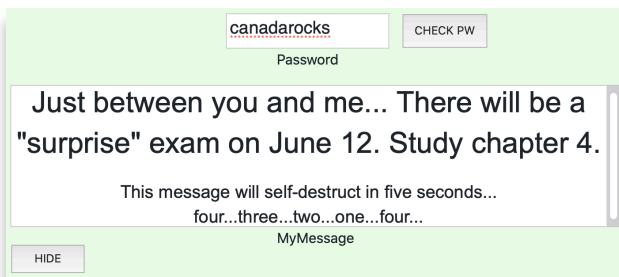 canadarocks CHECK PW
Password
Just between you and me... There will be a
"surprise" exam on June 12. Study chapter 4.
This message will self-destruct in five seconds...
four...three...two...one...four...
MyMessage
HIDE